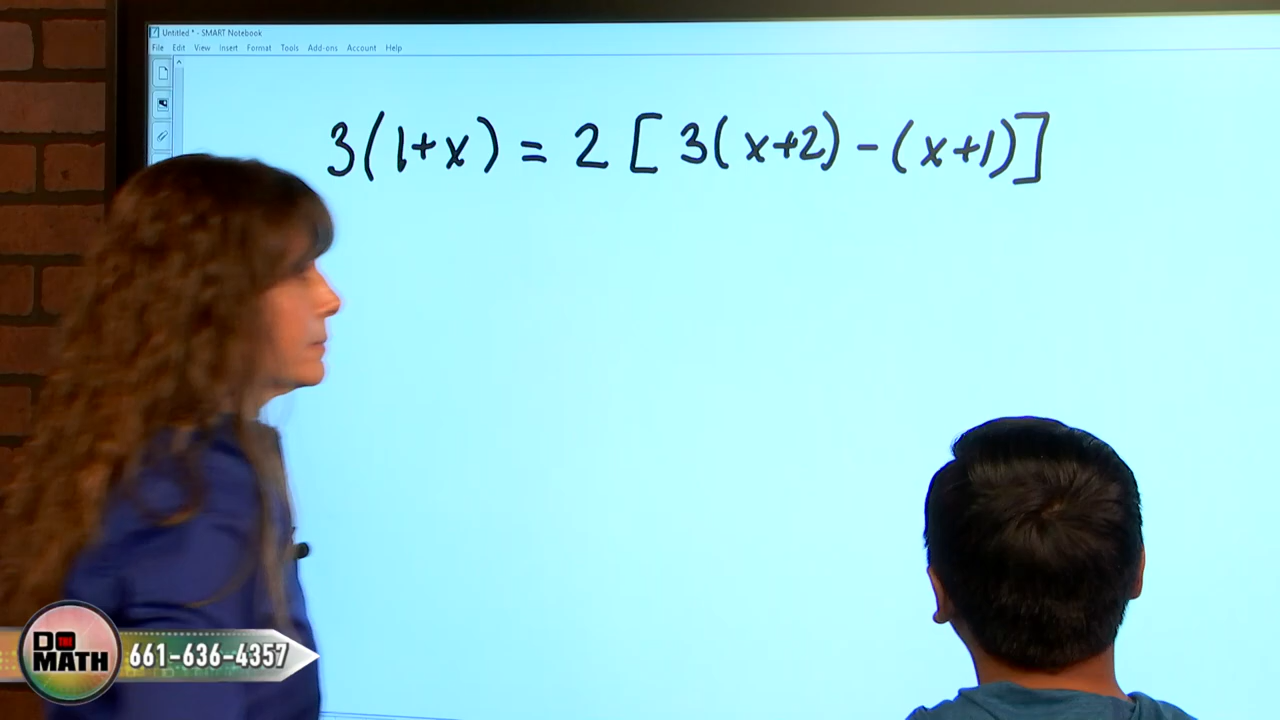 Untitled * - SMART Notebook
File Edit View Insert Format Tools Add-ons Account Help
3(1+x) = 2 [ 3(x+2) - (x+1)]
DO THE MATH
661-636-4357